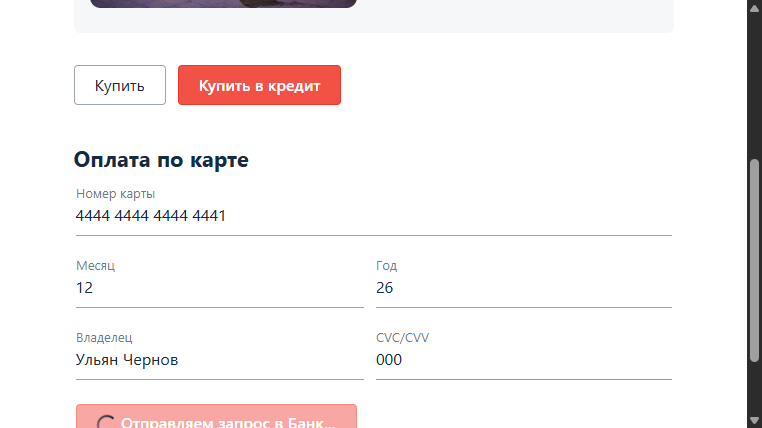 Купить
Купить в кредит
Оплата по карте
Номер карты
4444 4444 4444 4441
Месяц
Год
12
26
Владелец
CVC/CVV
Ульян Чернов
000
Отправляем запрос в Банк...